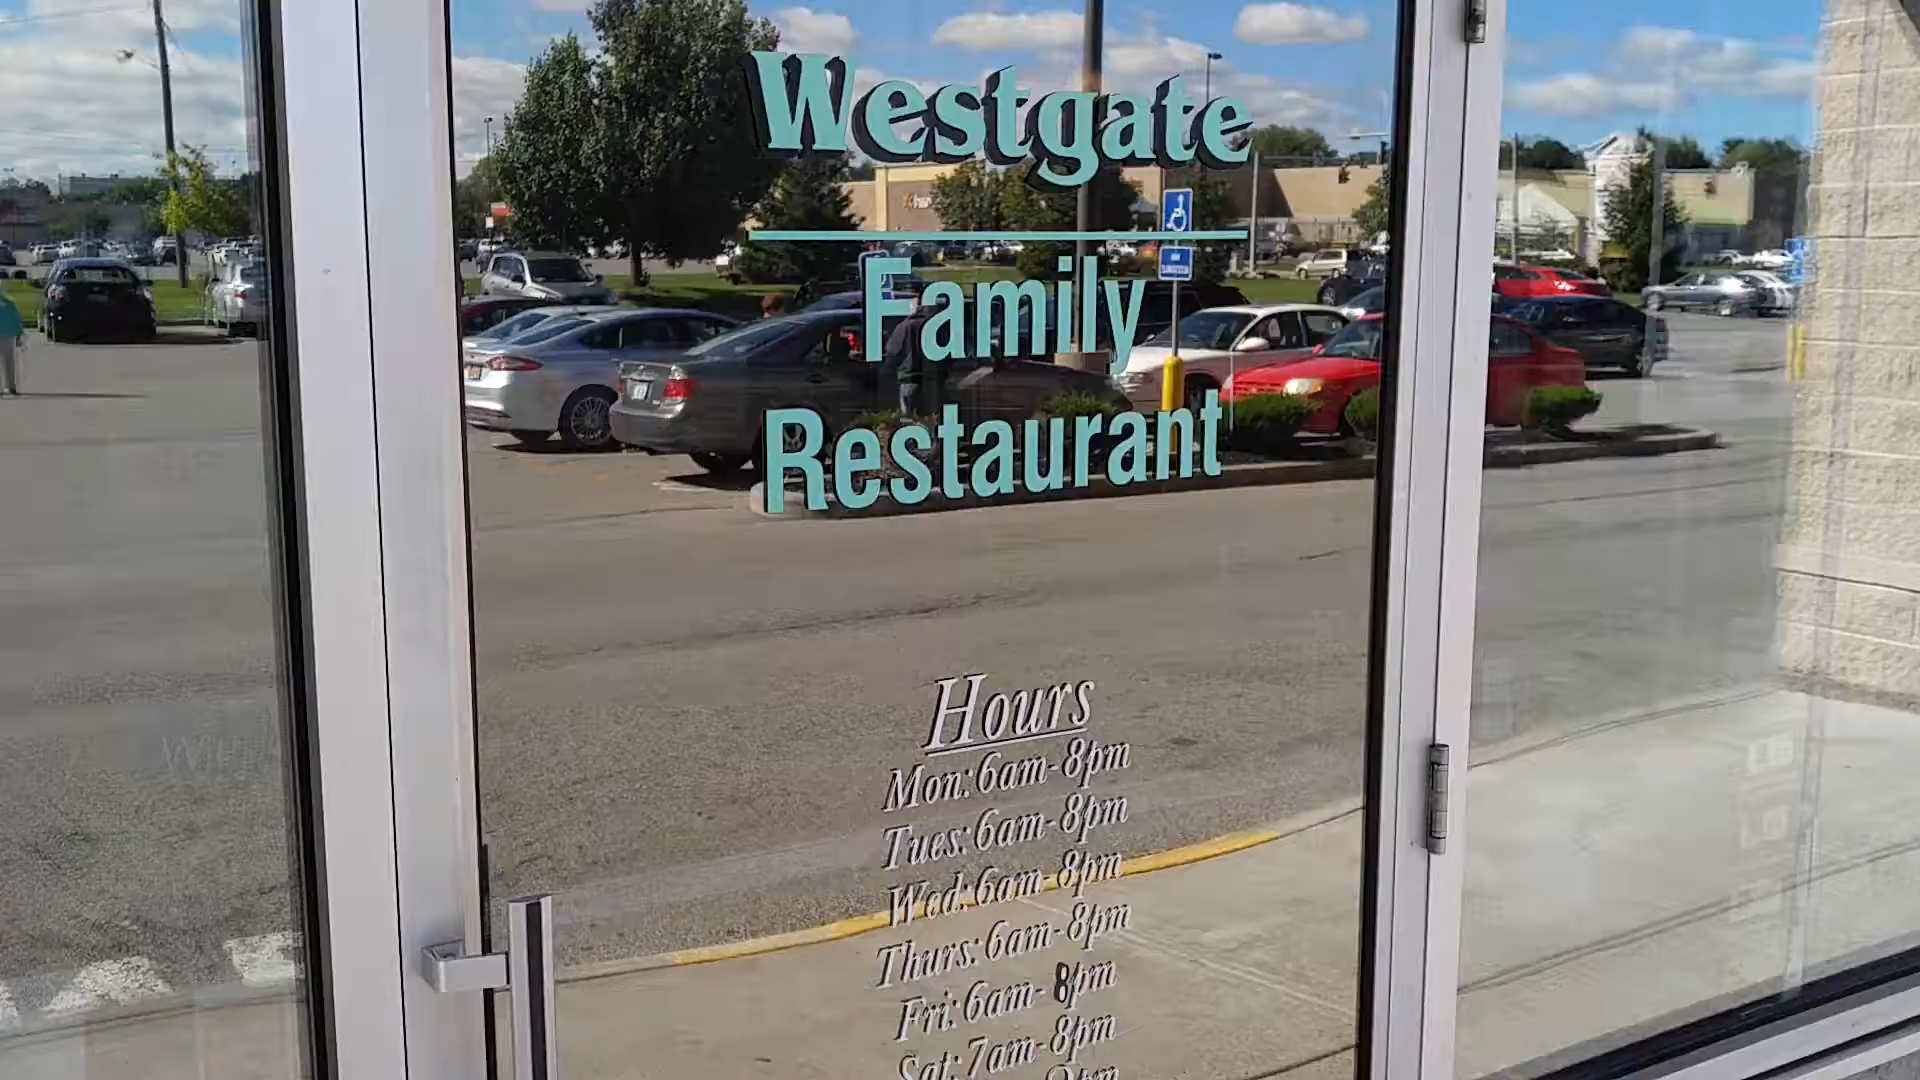 Westgate
Family
Restaurant
Hours
Mon: 6am-8pm
Tues: 6am-8pm
Wed: 6am-8pm
Thurs: 6am-8pm
Fri: 6am-8pm
Sat: 7am-8pm